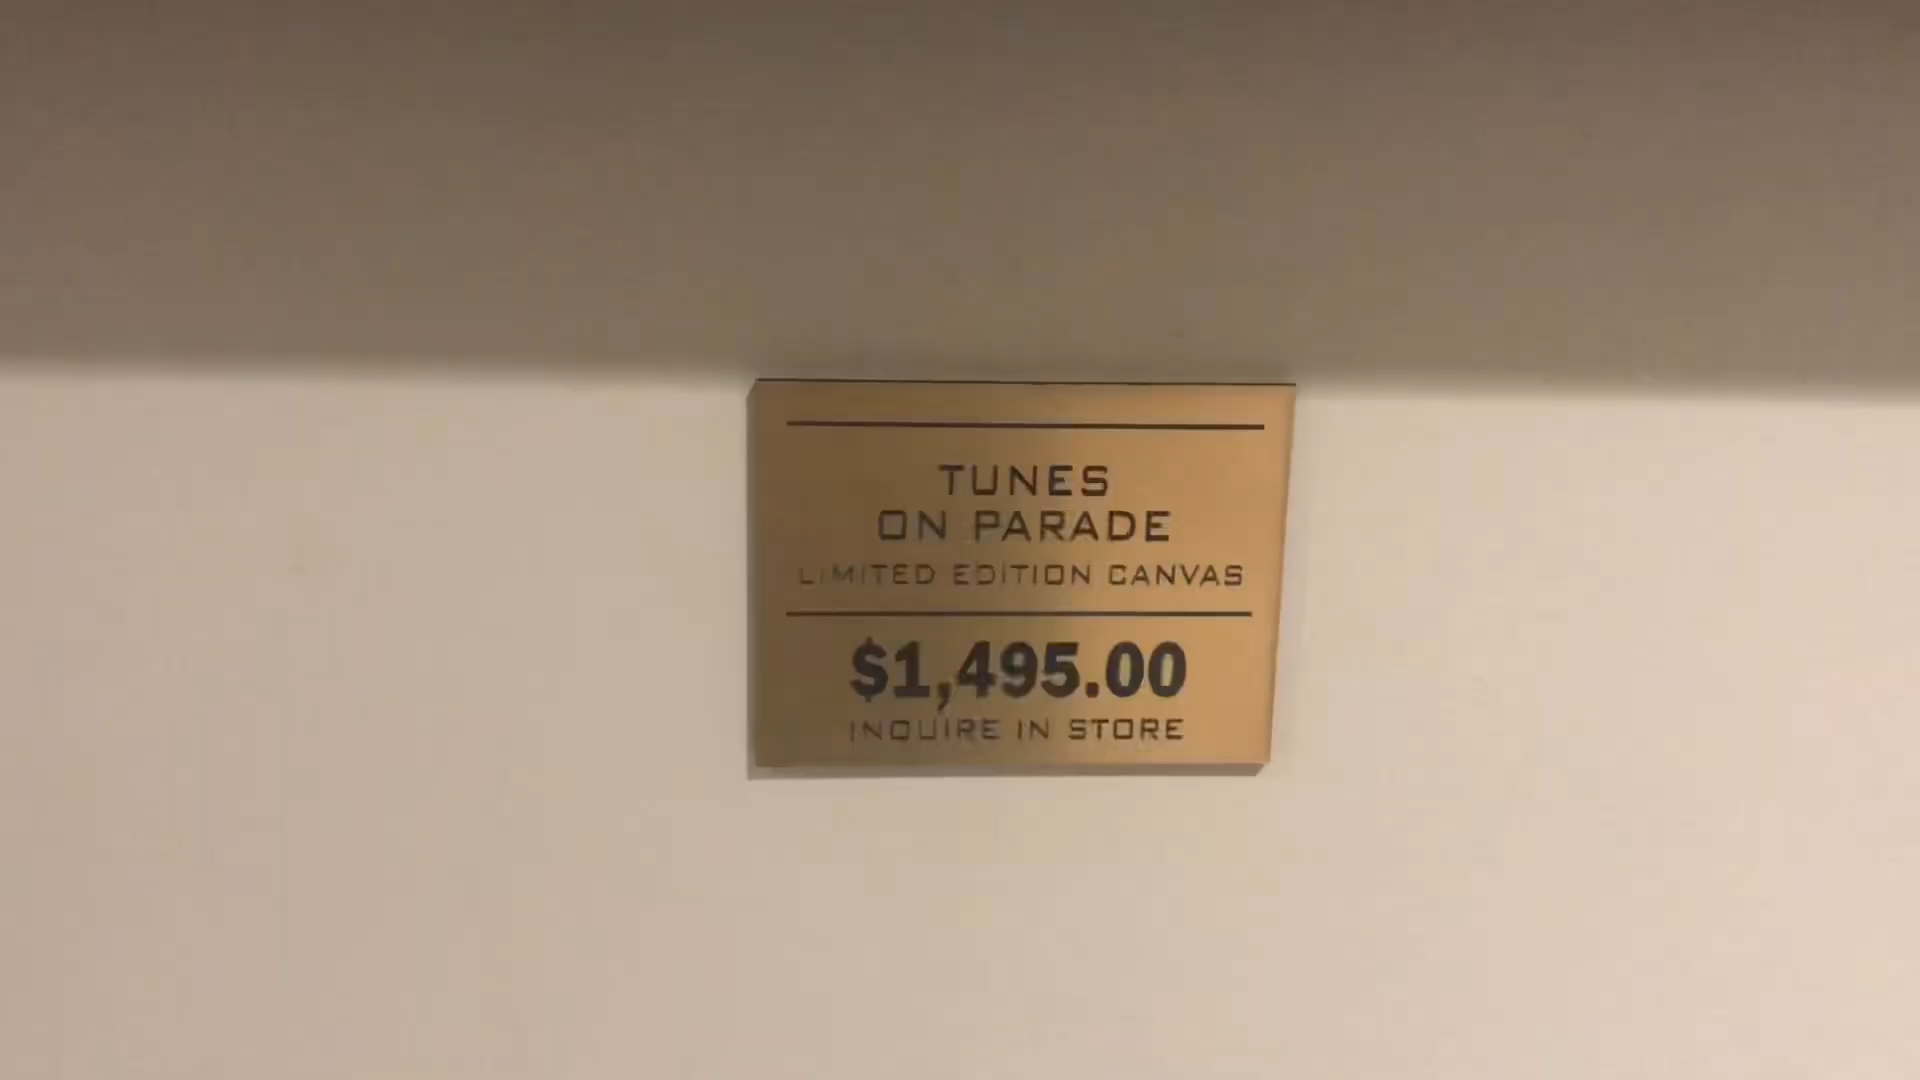 TUNES
ON PARADE
LIMITED EDITION CANVAS
$1,495.00
INQUIRE IN STORE